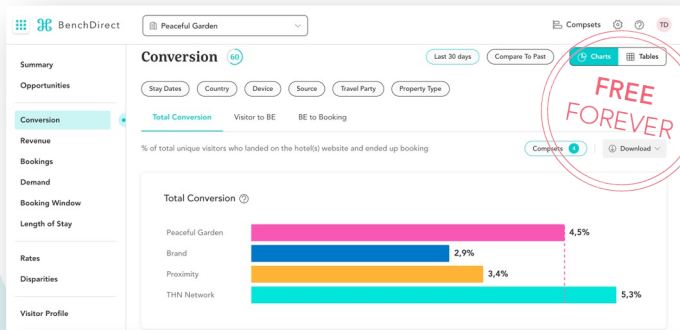 BenchDirect
Peaceful Garden
Compsets
TD
Summary
Opportunities
Conversion
Revenue
Bookings
Demand
Booking Window
Length of Stay
Rates
Disparities
Visitor Profile
Conversion 60
Last 30 days
Compare To Past
Charts
Tables
Stay Dates
Country
Device
Source
Travel Party
Property Type
FREE
FOREVER
Total Conversion
Visitor to BE
BE to Booking
% of total unique visitors who landed on the hotel(s) website and ended up booking
Compsets 4
Download
Total Conversion
Peaceful Garden 4,5%
Brand 2,9%
Proximity 3,4%
THN Network 5,3%